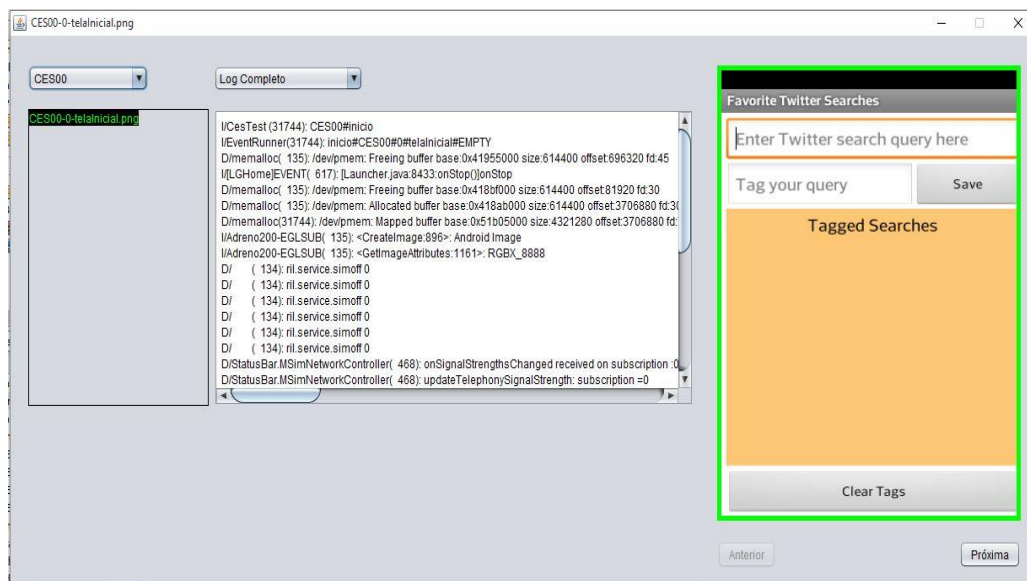 CES00-0-telaInicial.png
CES00
Log Completo
CES00-0-telaInicial.png
I/CesTest (31744): CES00#inicio
I/EventRunner(31744): inicio#CES00#0#telaInicial#EMPTY
D/memalloc( 135): /dev/pmem: Freeing buffer base:0x41955000 size:614400 offset:696320 fd:45
I/[LGHome]EVENT( 617): [Launcher.java:8433:onStop()]onStop
D/memalloc( 135): /dev/pmem: Freeing buffer base:0x418bf000 size:614400 offset:81920 fd:30
D/memalloc( 135): /dev/pmem: Allocated buffer base:0x418ab000 size:614400 offset:3706880 fd:30
D/memalloc(31744): /dev/pmem: Mapped buffer base:0x51b05000 size:4321280 offset:3706880 fd:
I/Adreno200-EGLSUB( 135): <CreateImage:896>: Android Image
I/Adreno200-EGLSUB( 135): <GetImageAttributes:1161>: RGBX_8888
D/ ( 134): ril.service.simoff 0
D/ ( 134): ril.service.simoff 0
D/ ( 134): ril.service.simoff 0
D/ ( 134): ril.service.simoff 0
D/ ( 134): ril.service.simoff 0
D/ ( 134): ril.service.simoff 0
D/StatusBar.MSimNetworkController( 468): onSignalStrengthsChanged received on subscription :0
D/StatusBar.MSimNetworkController( 468): updateTelephonySignalStrength: subscription =0
Favorite Twitter Searches
Enter Twitter search query here
Tag your query
Save
Tagged Searches
Clear Tags
Anterior
Próxima